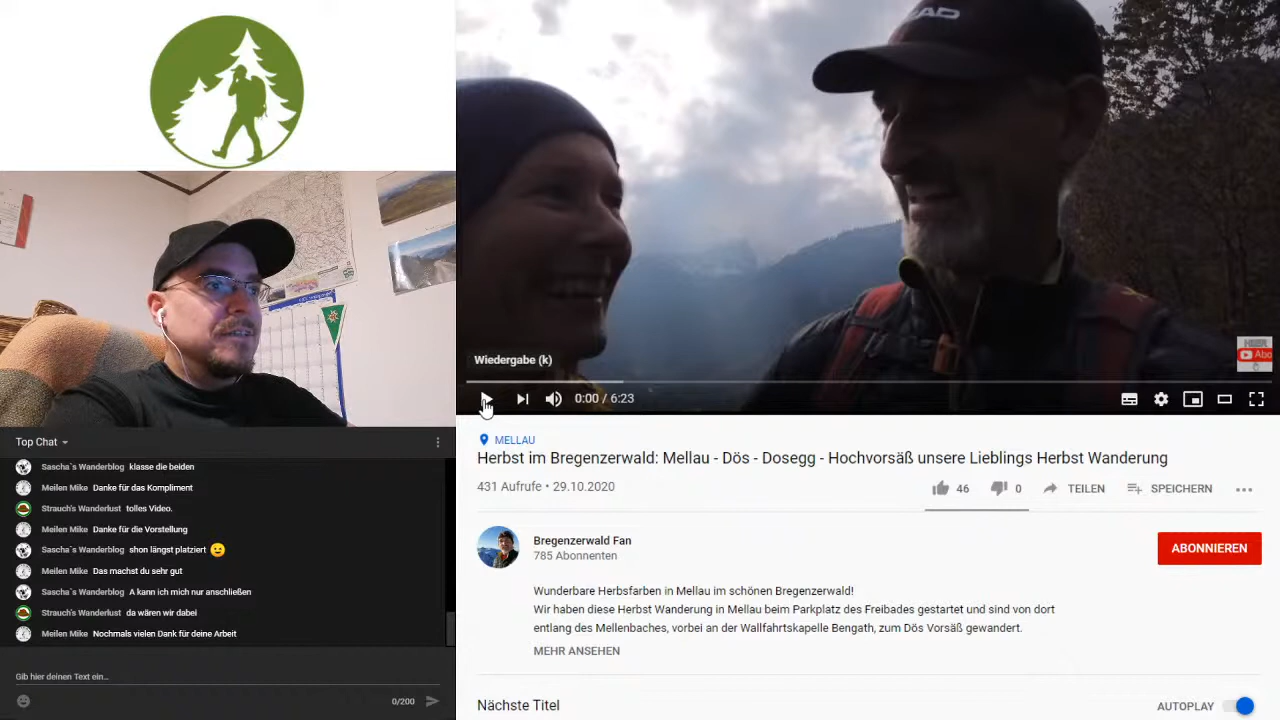 Top Chat
Sascha`s Wanderblog klasse die beiden
Meilen Mike Danke für das Kompliment
Strauch's Wanderlust tolles Video.
Meilen Mike Danke für die Vorstellung
Sascha`s Wanderblog shon längst platziert
Meilen Mike Das machst du sehr gut
Sascha`s Wanderblog A kann ich mich nur anschließen
Strauch's Wanderlust da wären wir dabei
Meilen Mike Nochmals vielen Dank für deine Arbeit
Gib hier deinen Text ein...
0/200
Wiedergabe (k)
0:00 / 6:23
MELLAU
Herbst im Bregenzerwald: Mellau - Dös - Dosegg - Hochvorsäß unsere Lieblings Herbst Wanderung
431 Aufrufe • 29.10.2020
46 0 TEILEN SPEICHERN
Bregenzerwald Fan
785 Abonnenten
ABONNIEREN
Wunderbare Herbsfarben in Mellau im schönen Bregenzerwald!
Wir haben diese Herbst Wanderung in Mellau beim Parkplatz des Freibades gestartet und sind von dort
entlang des Mellenbaches, vorbei an der Wallfahrtskapelle Bengath, zum Dös Vorsäß gewandert.
MEHR ANSEHEN
Nächste Titel
AUTOPLAY